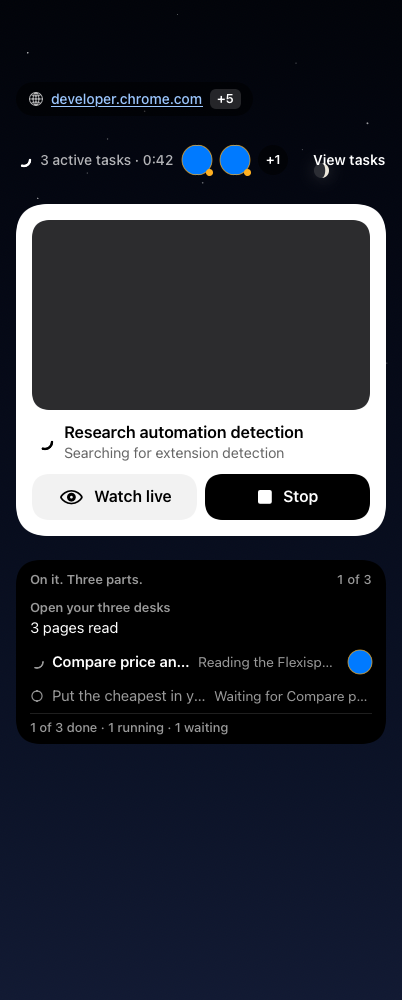 developer.chrome.com +5
3 active tasks · 0:42 +1 View tasks
Research automation detection
Searching for extension detection
Watch live Stop
On it. Three parts. 1 of 3
Open your three desks
3 pages read
Compare price an... Reading the Flexisp...
Put the cheapest in y... Waiting for Compare p...
1 of 3 done · 1 running · 1 waiting